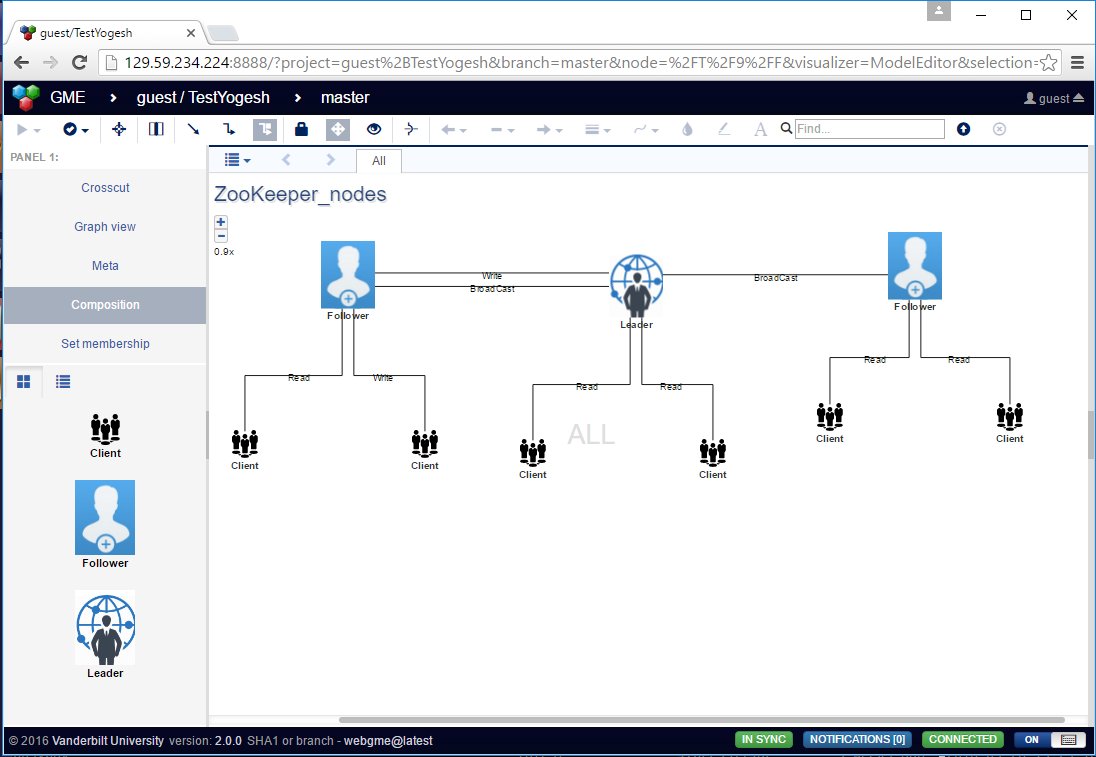 guest/TestYogesh
129.59.234.224:8888/?project=guest%2BTestYogesh&branch=master&node=%2FT%2F9%2FF&visualizer=ModelEditor&selection=
GME > guest / TestYogesh > master guest
A Find...
PANEL 1:
All
Crosscut
ZooKeeper_nodes
Graph view
0.9x
Meta
Composition
Set membership
Write
BroadCast
BroadCast
Follower
Leader
Follower
Read
Write
Read
Read
Read
Read
ALL
Client
Client
Client
Client
Client
Client
Client
Follower
Leader
© 2016 Vanderbilt University version: 2.0.0 SHA1 or branch - webgme@latest
IN SYNC NOTIFICATIONS [0] CONNECTED ON